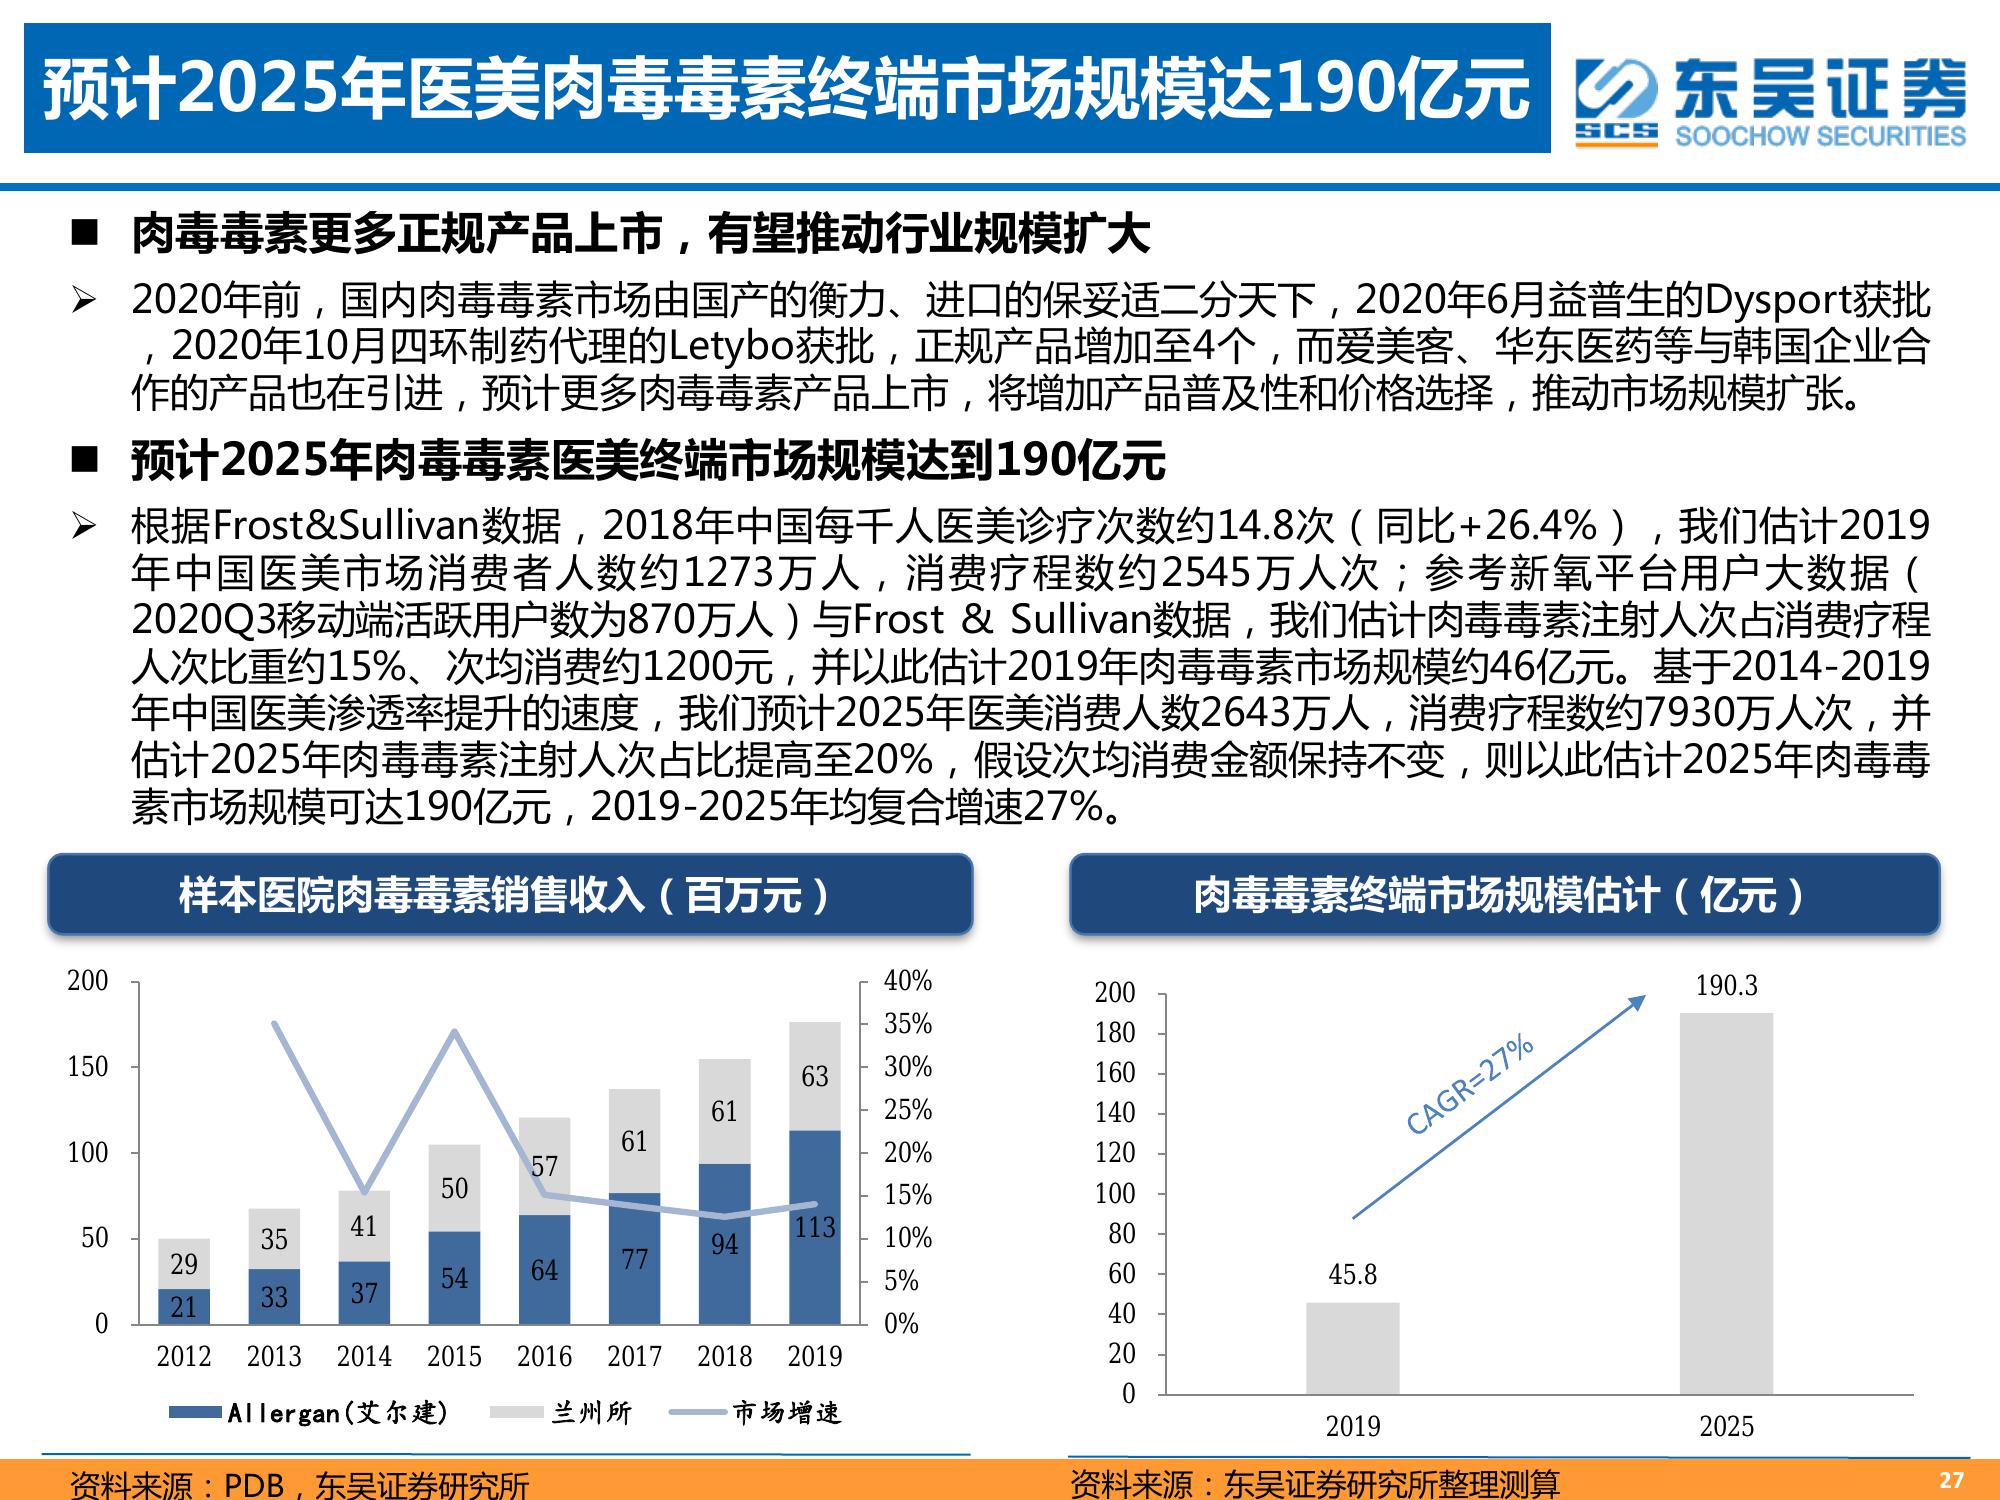 预计2025年医美肉毒毒素终端市场规模达190亿元
SCS
东吴证券
SOOCHOW SECURITIES
■ 肉毒毒素更多正规产品上市，有望推动行业规模扩大
➢ 2020年前，国内肉毒毒素市场由国产的衡力、进口的保妥适二分天下，2020年6月益普生的Dysport获批
，2020年10月四环制药代理的Letybo获批，正规产品增加至4个，而爱美客、华东医药等与韩国企业合
作的产品也在引进，预计更多肉毒毒素产品上市，将增加产品普及性和价格选择，推动市场规模扩张。
■ 预计2025年肉毒毒素医美终端市场规模达到190亿元
➢ 根据Frost&Sullivan数据，2018年中国每千人医美诊疗次数约14.8次（同比+26.4%），我们估计2019
年中国医美市场消费者人数约1273万人，消费疗程数约2545万人次；参考新氧平台用户大数据（
2020Q3移动端活跃用户数为870万人）与Frost & Sullivan数据，我们估计肉毒毒素注射人次占消费疗程
人次比重约15%、次均消费约1200元，并以此估计2019年肉毒毒素市场规模约46亿元。基于2014-2019
年中国医美渗透率提升的速度，我们预计2025年医美消费人数2643万人，消费疗程数约7930万人次，并
估计2025年肉毒毒素注射人次占比提高至20%，假设次均消费金额保持不变，则以此估计2025年肉毒毒
素市场规模可达190亿元，2019-2025年均复合增速27%。
样本医院肉毒毒素销售收入（百万元）
200
150
100
50
0
40%
35%
30%
25%
20%
15%
10%
5%
0%
29
35
41
50
57
61
61
63
21
33
37
54
64
77
94
113
2012 2013 2014 2015 2016 2017 2018 2019
Allergan(艾尔建) 兰州所 市场增速
资料来源：PDB，东吴证券研究所
肉毒毒素终端市场规模估计（亿元）
200
180
160
140
120
100
80
60
40
20
0
45.8
CAGR=27%
190.3
2019 2025
资料来源：东吴证券研究所整理测算
27